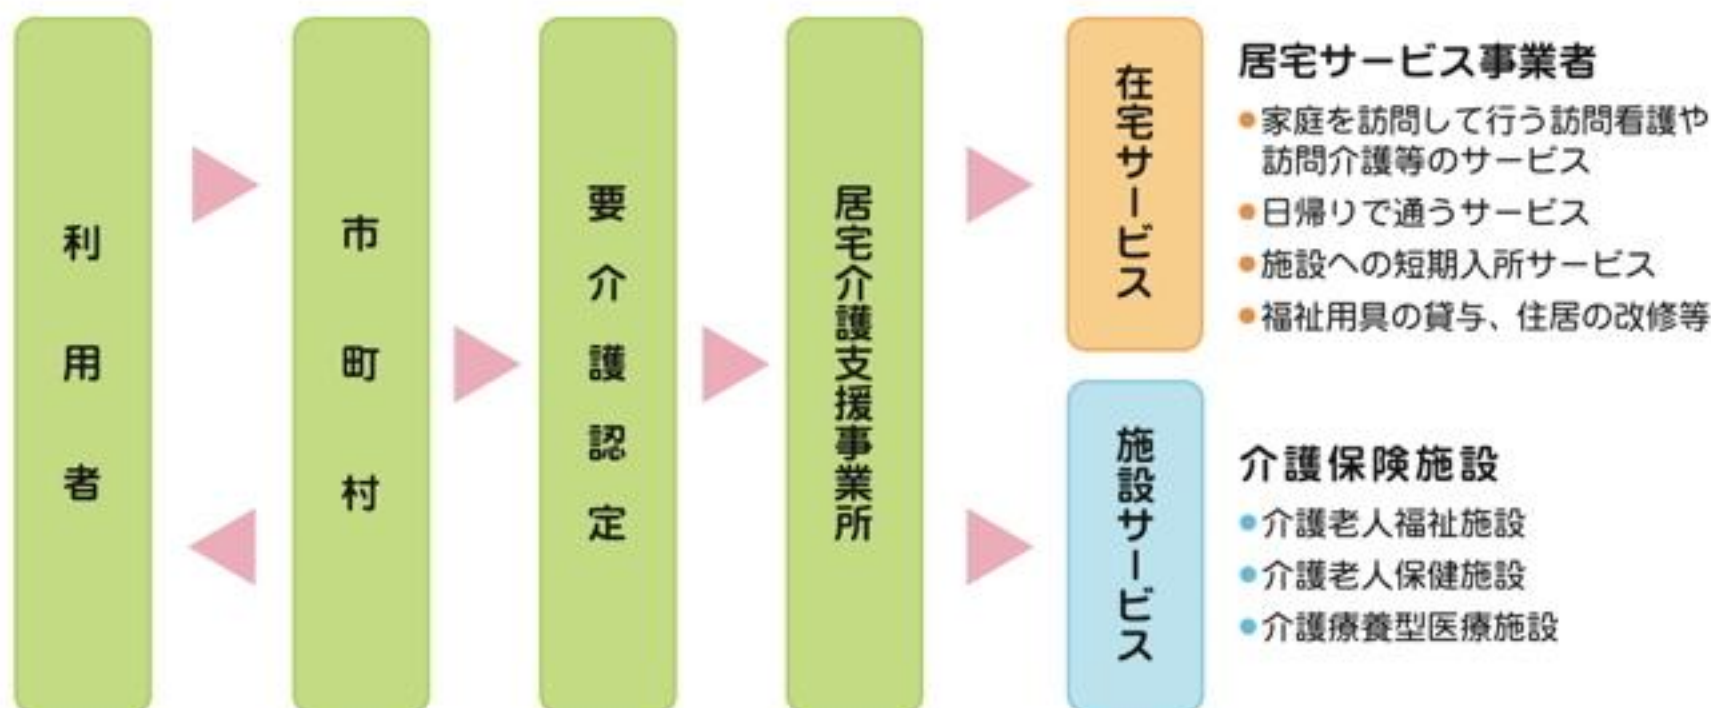 利用者
市町村
要介護認定
居宅介護支援事業所
在宅サービス
居宅サービス事業者
●家庭を訪問して行う訪問看護や
訪問介護等のサービス
●日帰りで通うサービス
●施設への短期入所サービス
●福祉用具の貸与、住居の改修等
施設サービス
介護保険施設
●介護老人福祉施設
●介護老人保健施設
●介護療養型医療施設